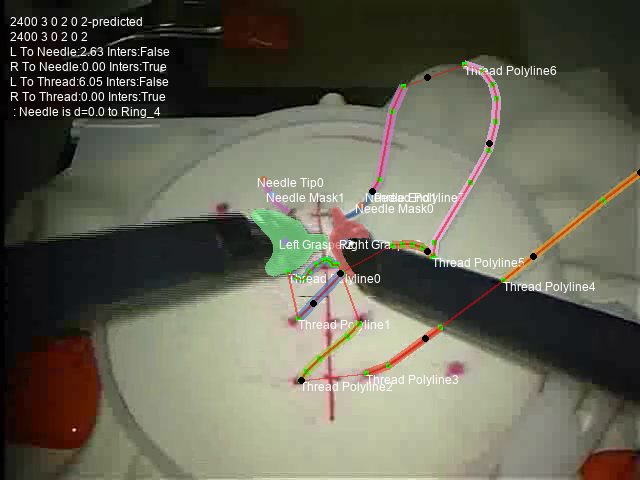 2400 3 0 2 0 2-predicted
2400 3 0 2 0 2
L To Needle:2.63 Inters:False
R To Needle:0.00 Inters:True
L To Thread:6.05 Inters:False
R To Thread:0.00 Inters:True
: Needle is d=0.0 to Ring_4
Thread Polyline6
Needle Tip0
Needle Mask1
Needle Mask0
Left Grasper
Right Gra
Thread Polyline5
Thread Polyline0
Thread Polyline4
Thread Polyline1
Thread Polyline3
Thread Polyline2